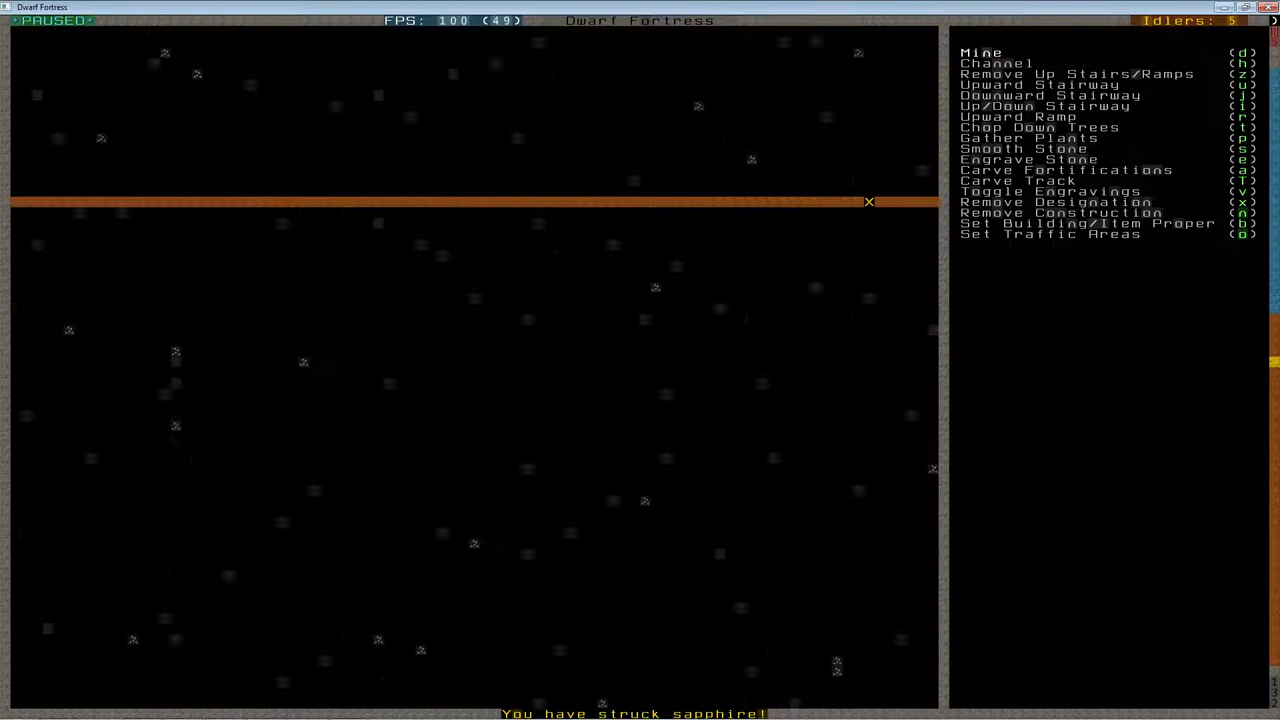 Dwarf Fortress
*PAUSED*
FPS: 100 (49)
Dwarf Fortress
Idlers: 5
Mine (d)
Channel (h)
Remove Up Stairs/Ramps (z)
Upward Stairway (u)
Downward Stairway (j)
Up/Down Stairway (i)
Upward Ramp (r)
Chop Down Trees (t)
Gather Plants (p)
Smooth Stone (s)
Engrave Stone (e)
Carve Fortifications (a)
Carve Track (T)
Toggle Engravings (v)
Remove Designation (x)
Remove Construction (n)
Set Building/Item Proper (b)
Set Traffic Areas (o)
X
You have struck sapphire!